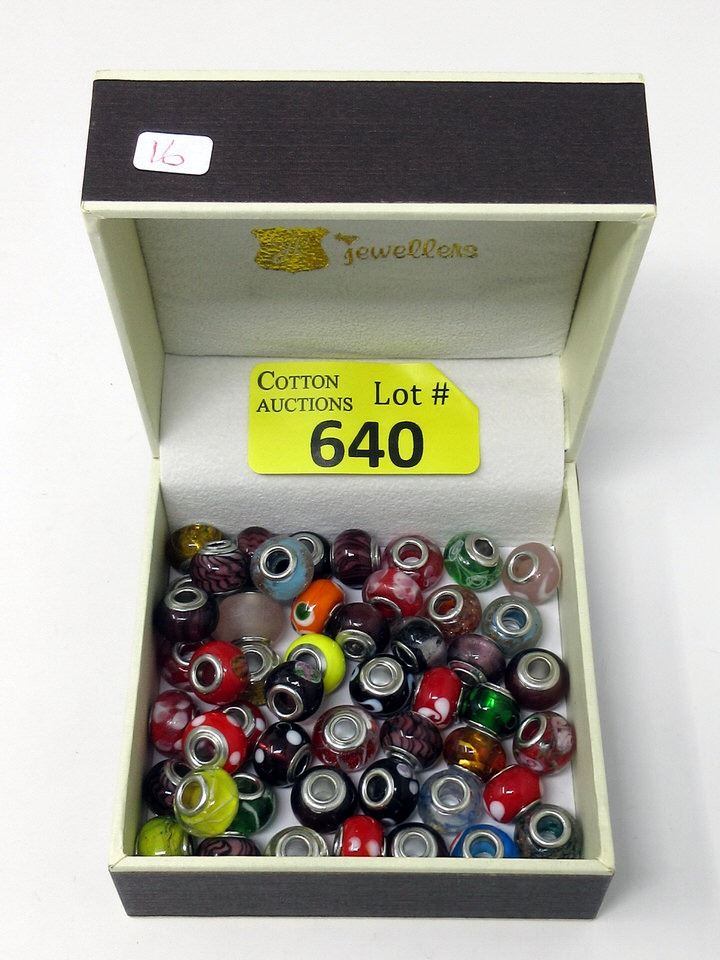 16
jewellers
COTTON
AUCTIONS
Lot #
640